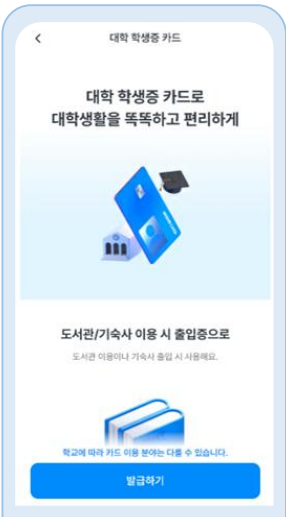 대학 학생증 카드
대학 학생증 카드로
대학생활을 똑똑하고 편리하게
도서관/기숙사 이용 시 출입증으로
도서관 이용이나 기숙사 출입 시 사용해요.
학교에 따라 카드 이용 분야는 다를 수 있습니다.
발급하기